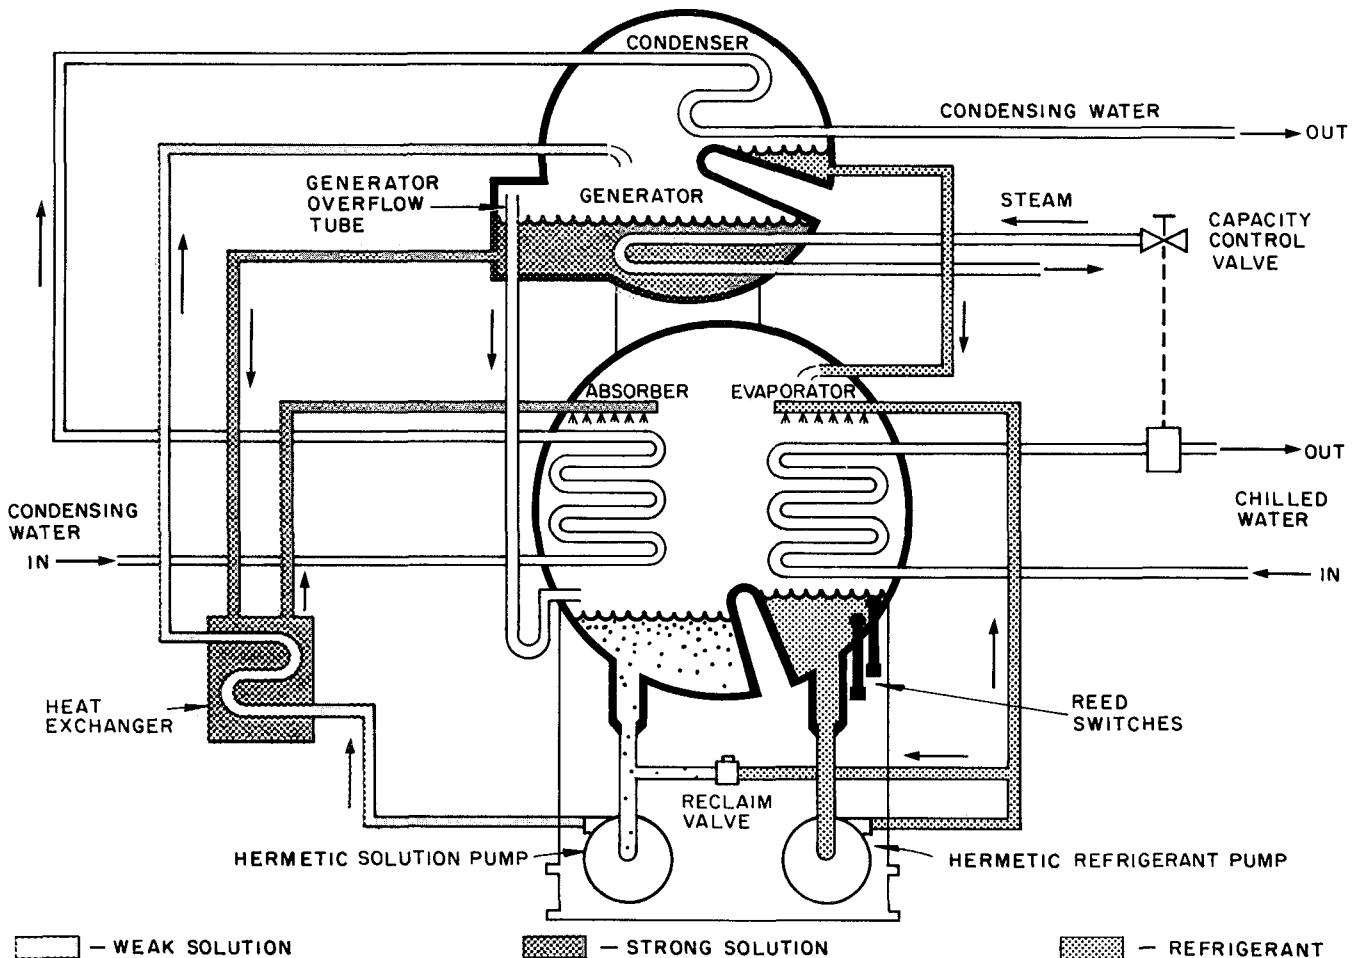 CONDENSER
CONDENSING WATER
OUT
GENERATOR
OVERFLOW
TUBE
GENERATOR
STEAM
CAPACITY
CONTROL
VALVE
ABSORBER
EVAPORATOR
OUT
CONDENSING
WATER
IN
CHILLED
WATER
IN
HEAT
EXCHANGER
REED
SWITCHES
RECLAIM
VALVE
HERMETIC SOLUTION PUMP
HERMETIC REFRIGERANT PUMP
— WEAK SOLUTION
— STRONG SOLUTION
— REFRIGERANT